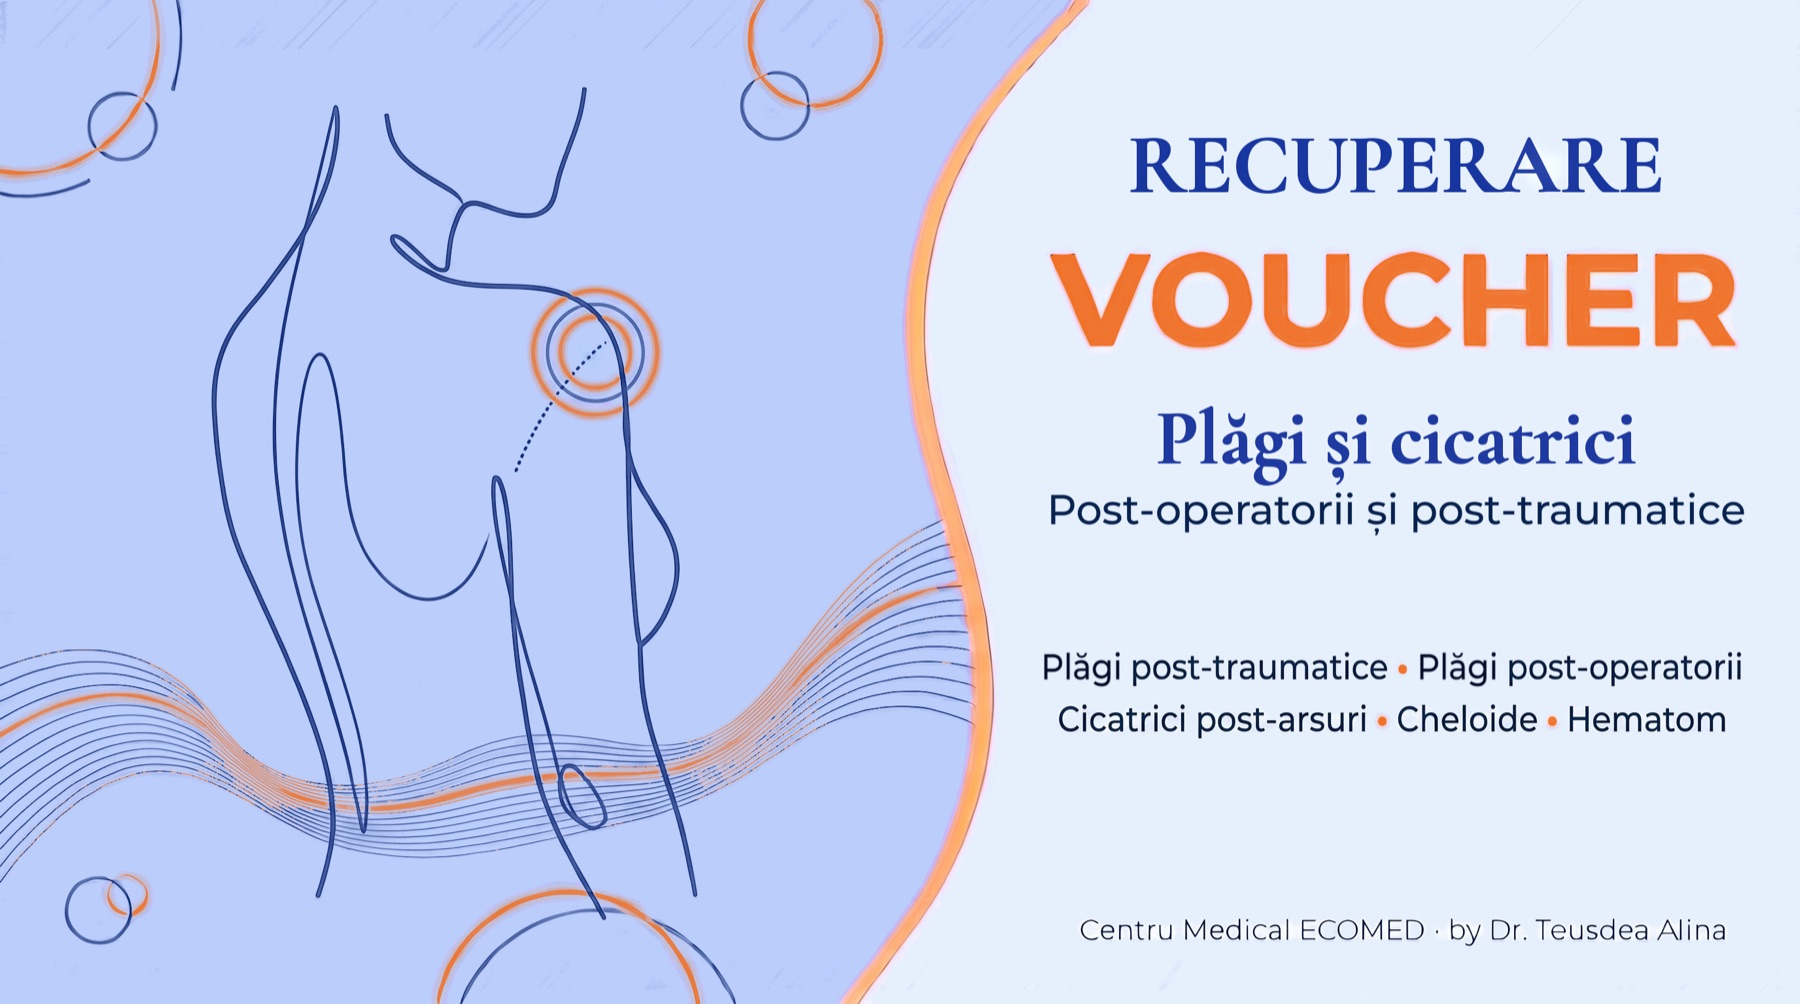 RECUPERARE
VOUCHER
Plăgi și cicatrici
Post-operatorii și post-traumatice
Plăgi post-traumatice • Plăgi post-operatorii
Cicatrici post-arsuri • Cheloide • Hematom
Centru Medical ECOMED · by Dr. Teusdea Alina